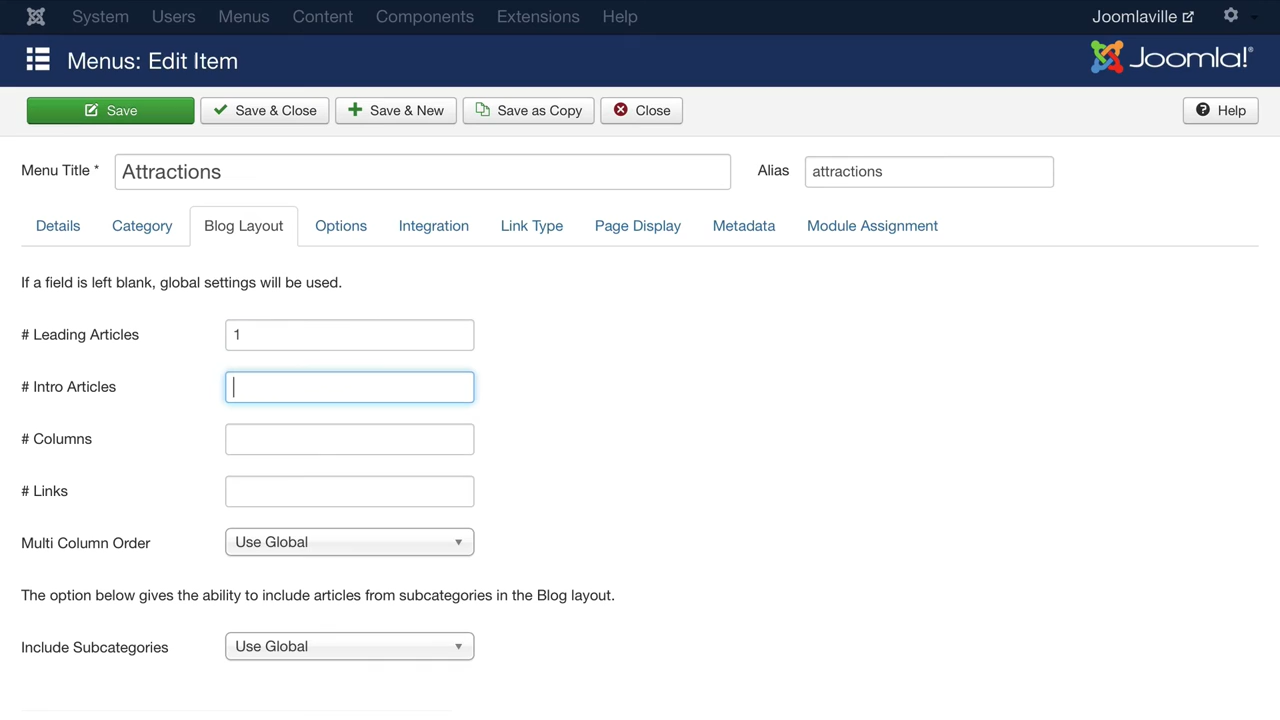 System Users Menus Content Components Extensions Help Joomlaville
Menus: Edit Item Joomla!®
Save Save & Close Save & New Save as Copy Close Help
Menu Title * Attractions Alias attractions
Details Category Blog Layout Options Integration Link Type Page Display Metadata Module Assignment
If a field is left blank, global settings will be used.
# Leading Articles 1
# Intro Articles
# Columns
# Links
Multi Column Order Use Global
The option below gives the ability to include articles from subcategories in the Blog layout.
Include Subcategories Use Global